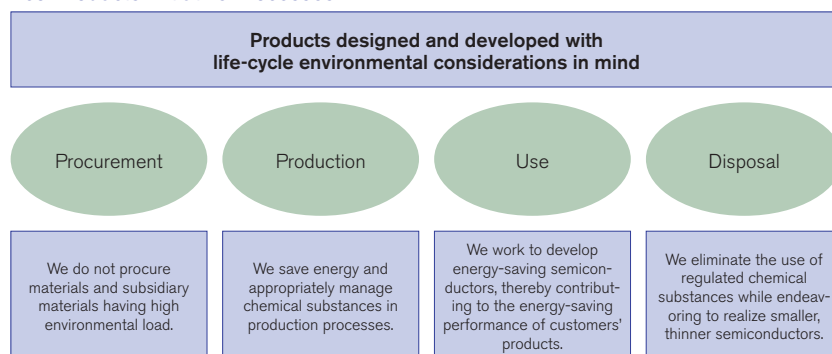 Products designed and developed with
life-cycle environmental considerations in mind
Procurement
Production
Use
Disposal
We do not procure
materials and subsidiary
materials having high
environmental load.
We save energy and
appropriately manage
chemical substances in
production processes.
We work to develop
energy-saving semicon-
ductors, thereby contribut-
ing to the energy-saving
performance of customers'
products.
We eliminate the use of
regulated chemical
substances while endeav-
oring to realize smaller,
thinner semiconductors.